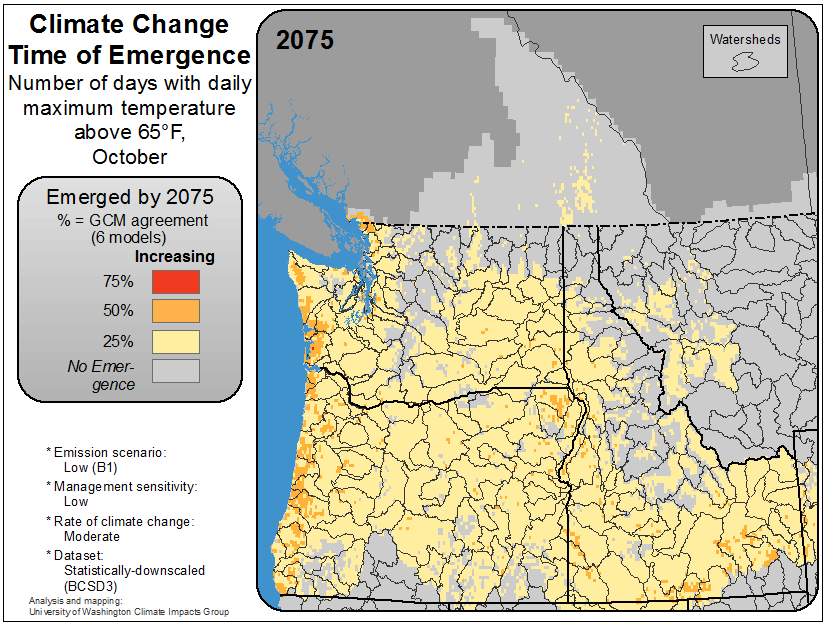 Climate Change
Time of Emergence
Number of days with daily
maximum temperature
above 65°F,
October
Emerged by 2075
% = GCM agreement
(6 models)
Increasing
75%
50%
25%
No Emer-
gence
* Emission scenario:
Low (B1)
* Management sensitivity:
Low
* Rate of climate change:
Moderate
* Dataset:
Statistically-downscaled
(BCSD3)
Analysis and mapping:
University of Washington Climate Impacts Group
2075
Watersheds